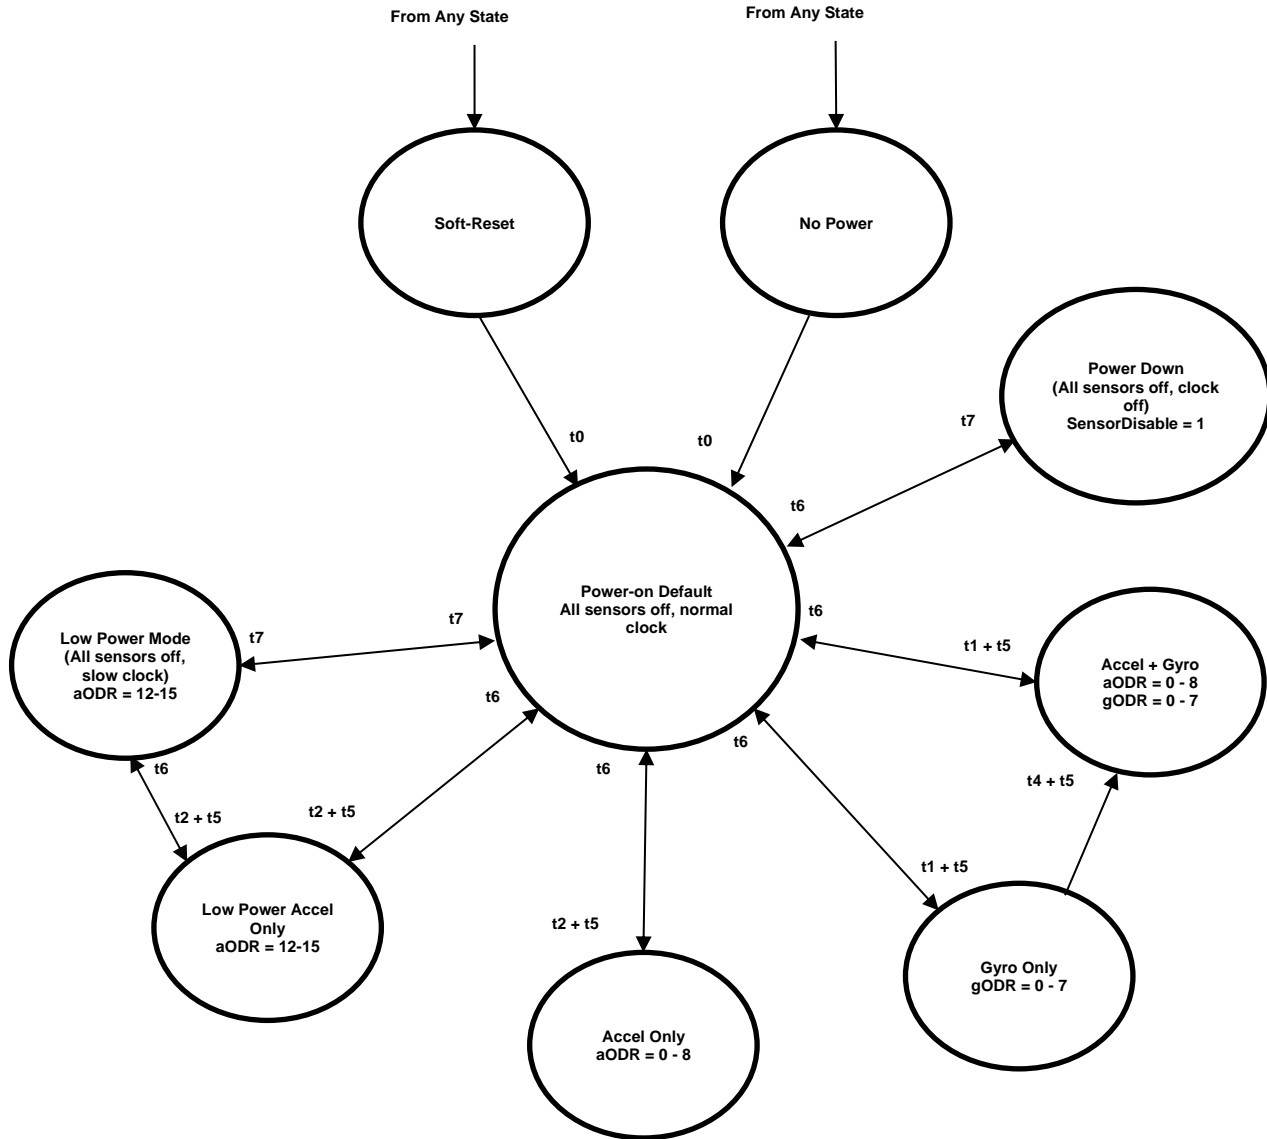 From Any State
From Any State
Soft-Reset
No Power
Power Down
(All sensors off, clock
off)
SensorDisable = 1
t0
t0
t7
t6
Power-on Default
All sensors off, normal
clock
t6
t7
t7
Low Power Mode
(All sensors off,
slow clock)
aODR = 12-15
t1 + t5
Accel + Gyro
aODR = 0 - 8
gODR = 0 - 7
t6
t6
t6
t6
t4 + t5
t2 + t5
t2 + t5
t1 + t5
Low Power Accel
Only
aODR = 12-15
t2 + t5
Gyro Only
gODR = 0 - 7
Accel Only
aODR = 0 - 8